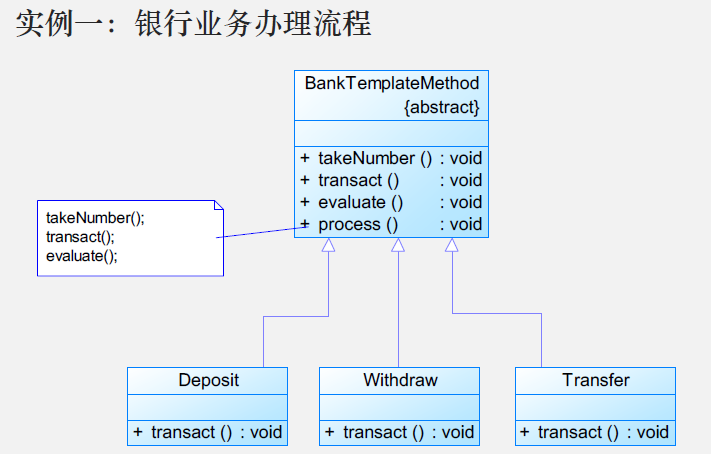 实例一：银行业务办理流程
BankTemplateMethod
{abstract}
+ takeNumber () : void
+ transact () : void
+ evaluate () : void
+ process () : void
takeNumber();
transact();
evaluate();
Deposit
+ transact () : void
Withdraw
+ transact () : void
Transfer
+ transact () : void